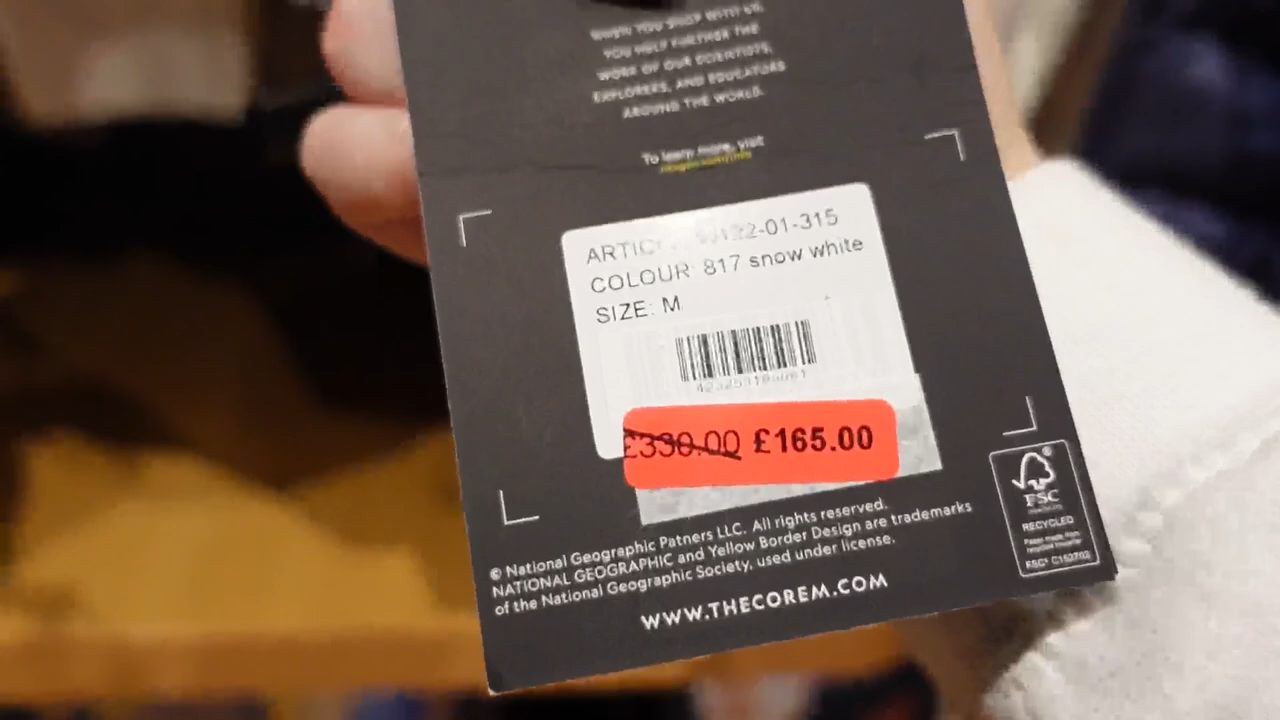 WHEN YOU SHOP WITH US,
YOU HELP FURTHER THE
WORK OF OUR SCIENTISTS,
EXPLORERS, AND EDUCATORS
AROUND THE WORLD.
To learn more, visit
817 snow white
COLOUR:
SIZE: M
£330.00 £165.00
© National Geographic Patners LLC. All rights reserved.
NATIONAL GEOGRAPHIC and Yellow Border Design are trademarks
of the National Geographic Society, used under license.
WWW.THECOREM.COM
FSC
RECYCLED